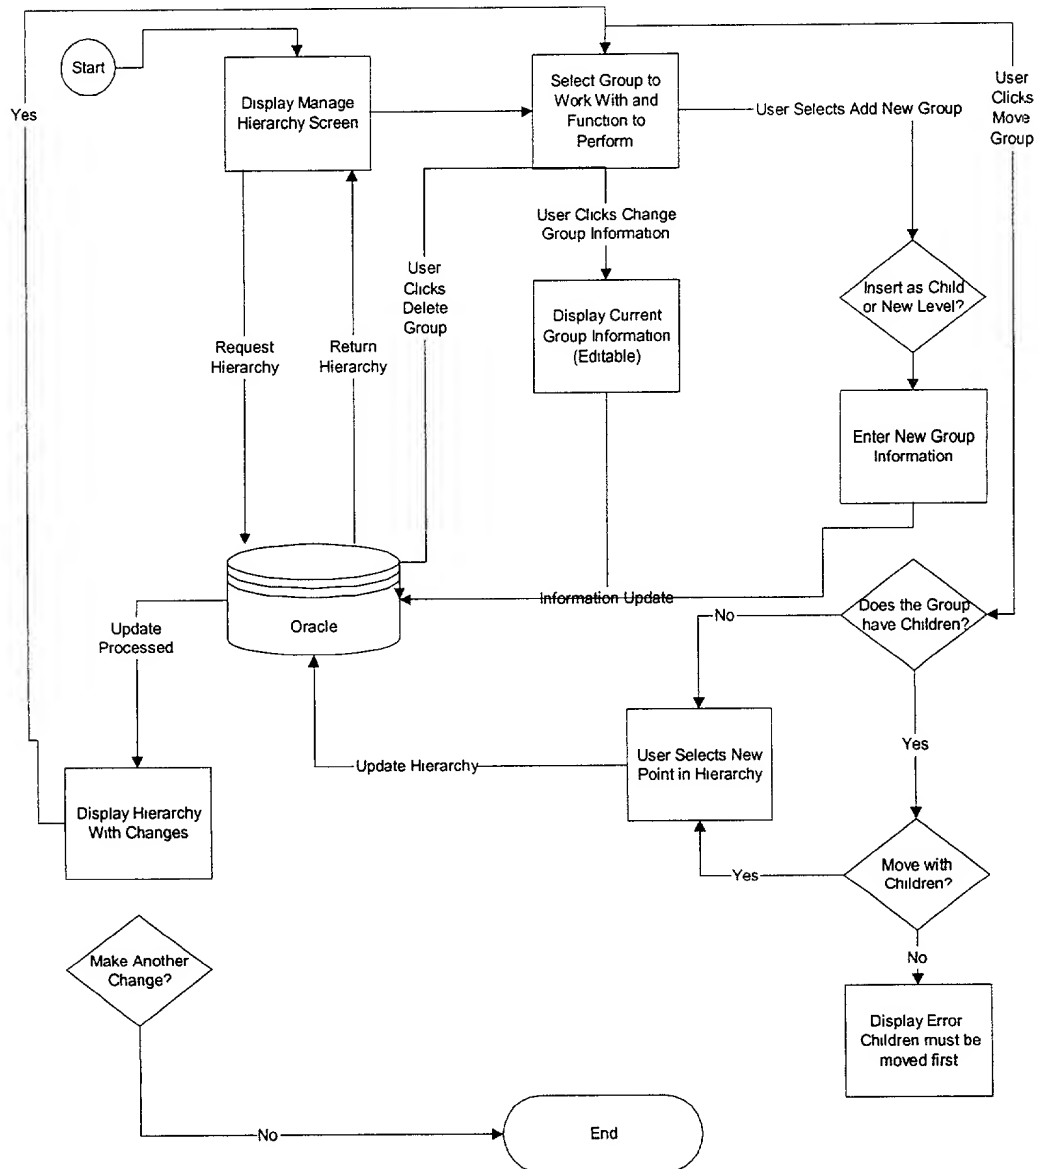 Start
Yes
Display Manage
Hierarchy Screen
Select Group to
Work With and
Function to
Perform
User Selects Add New Group
User
Clicks
Move
Group
User Clicks Change
Group Information
User
Clicks
Delete
Group
Insert as Child
or New Level?
Display Current
Group Information
(Editable)
Request
Hierarchy
Return
Hierarchy
Enter New Group
Information
Information Update
Oracle
Does the Group
have Children?
No
Update
Processed
Yes
User Selects New
Point in Hierarchy
Update Hierarchy
Display Hierarchy
With Changes
Move with
Children?
Yes
No
Make Another
Change?
Display Error
Children must be
moved first
No
End